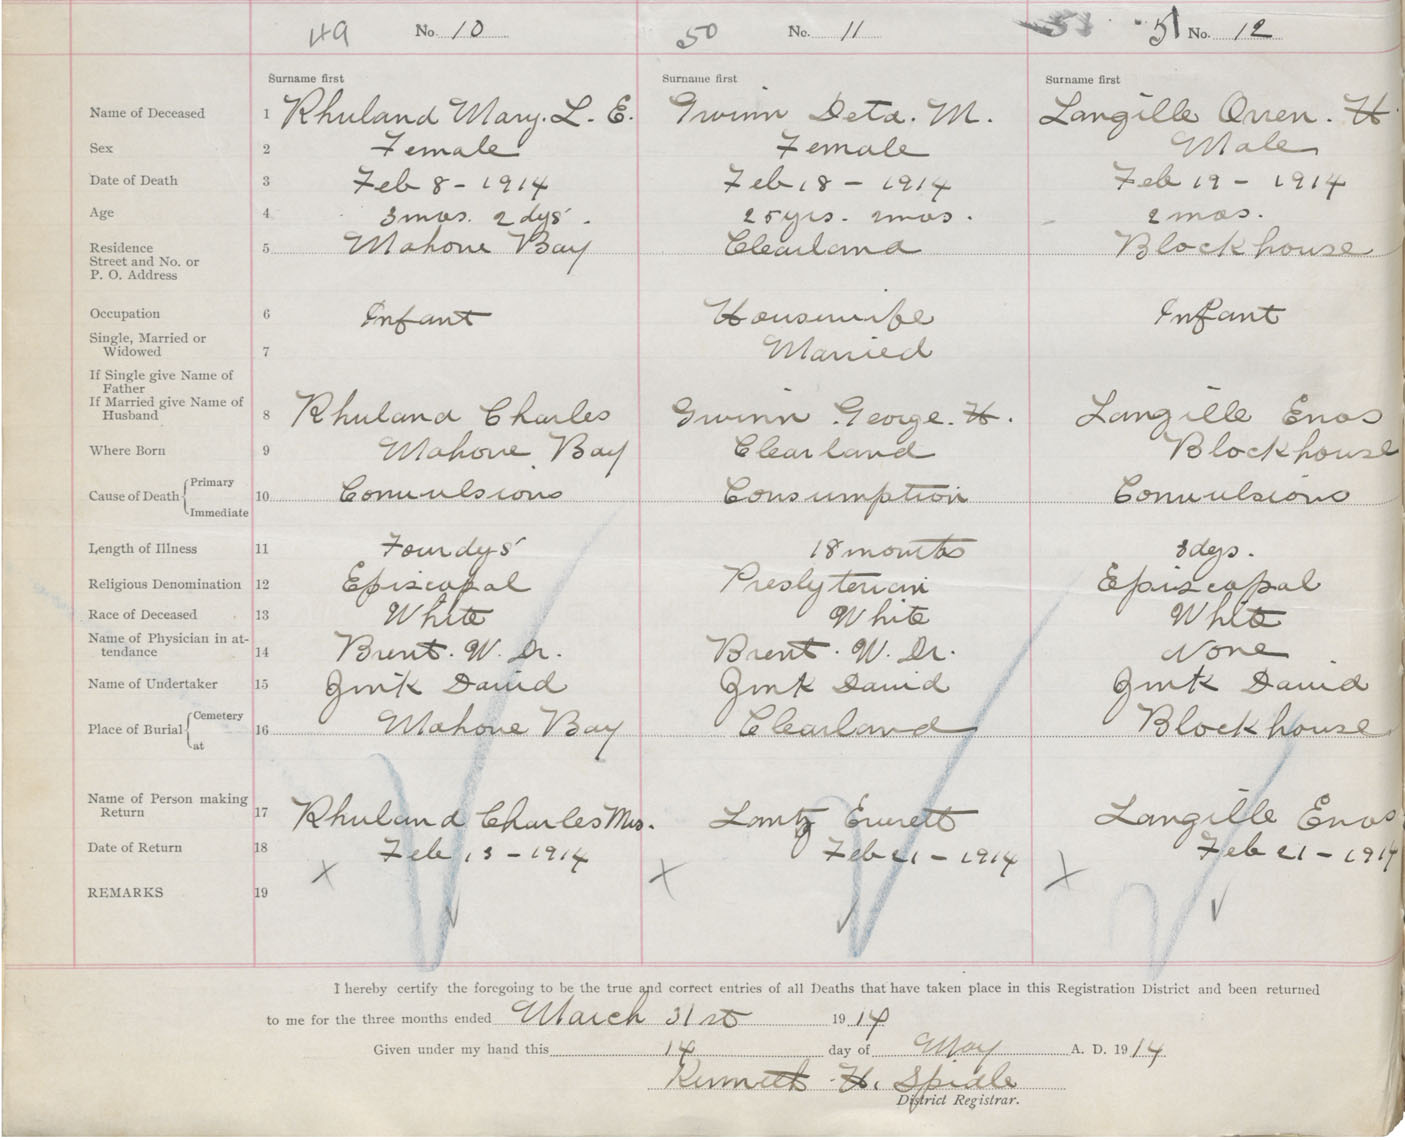 49 No. 10 50 No. 11 51 51 No. 12
Surname first Surname first Surname first
Name of Deceased 1 Rhuland Mary. L. E. Gwinn Deta. M. Langille Orren. H
Sex 2 Female Female Male
Date of Death 3 Feb 8 - 1914 Feb 18 - 1914 Feb 19 - 1914
Age 4 3 mos. 2 dys. 25 yrs. 2 mos. 2 mos.
Residence 5 Mahone Bay Clearland Blockhouse
Street and No. or
P. O. Address
Occupation 6 Infant Housewife Infant
Single, Married or
Widowed 7 Married
If Single give Name of
Father
If Married give Name of
Husband 8 Rhuland Charles Gwinn George. H. Langille Enos
Where Born 9 Mahone Bay Clearland Blockhouse
Cause of Death { Primary
10 Convulsions Consumption Convulsions
Immediate
Length of Illness 11 Four dys 18 months 3 dys.
Religious Denomination 12 Episcopal Presbyterian Episcopal
Race of Deceased 13 White White White
Name of Physician in at-
tendance 14 Brent. W. Dr. Brent. W. Dr. None
Name of Undertaker 15 Zink David Zink David Zink David
Place of Burial { Cemetery
16 Mahone Bay Clearland Blockhouse
at
Name of Person making
Return 17 Rhuland Charles Mrs. Lantz Everett Langille Enos
Date of Return 18 Feb 13 - 1914 Feb 21 - 1914 Feb 21 - 1914
REMARKS 19
I hereby certify the foregoing to be the true and correct entries of all Deaths that have taken place in this Registration District and been returned
to me for the three months ended March 31st 1914
Given under my hand this 14 day of May A. D. 1914
Kenneth H. Spidle
District Registrar.